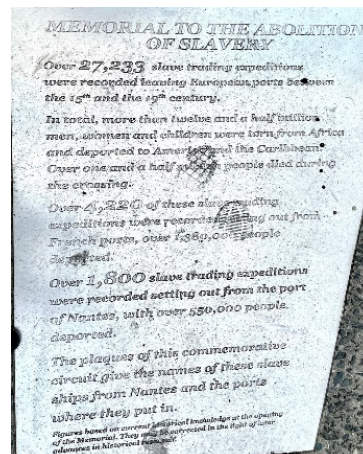 MEMORIAL TO THE ABOLITION
OF SLAVERY
Over 27,233 slave trading expeditions
were recorded leaving European ports between
the 15th and the 19th century.
In total, more than twelve and a half million
men, women and children were torn from Africa
and deported to America and the Caribbean.
Over one and a half million people died during
the crossing.
Over 4,220 of these slave trading
expeditions were recorded setting out from
French ports, over people
deported.
Over 1,800 slave trading expeditions
were recorded setting out from the port
of Nantes, with over 550,000 people
deported.
The plaques of this commemorative
circuit give the names of these slave
ships from Nantes and the ports
where they put in.
Figures based on current historical knowledge at the opening
of the Memorial. They may be corrected in the light of later
advances in historical research.